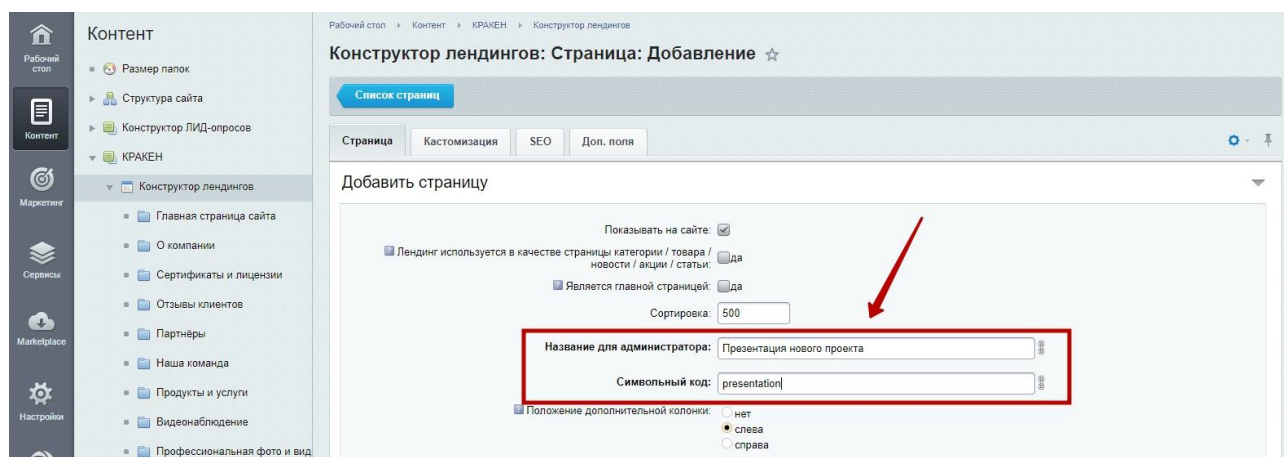 Рабочий
стол
Контент
Маркетинг
Сервисы
Marketplace
Настройки
Контент
Размер папок
Структура сайта
Конструктор ЛИД-опросов
КРАКЕН
Конструктор лендингов
Главная страница сайта
О компании
Сертификаты и лицензии
Отзывы клиентов
Партнёры
Наша команда
Продукты и услуги
Видеонаблюдение
Профессиональная фото и вид
Рабочий стол Контент КРАКЕН Конструктор лендингов
Конструктор лендингов: Страница: Добавление
Список страниц
Страница Кастомизация SEO Доп. поля
Добавить страницу
Показывать на сайте:
Лендинг используется в качестве страницы категории / товара /
новости / акции / статьи: да
Является главной страницей: да
Сортировка: 500
Название для администратора: Презентация нового проекта
Символьный код: presentation
Положение дополнительной колонки: нет
слева
справа